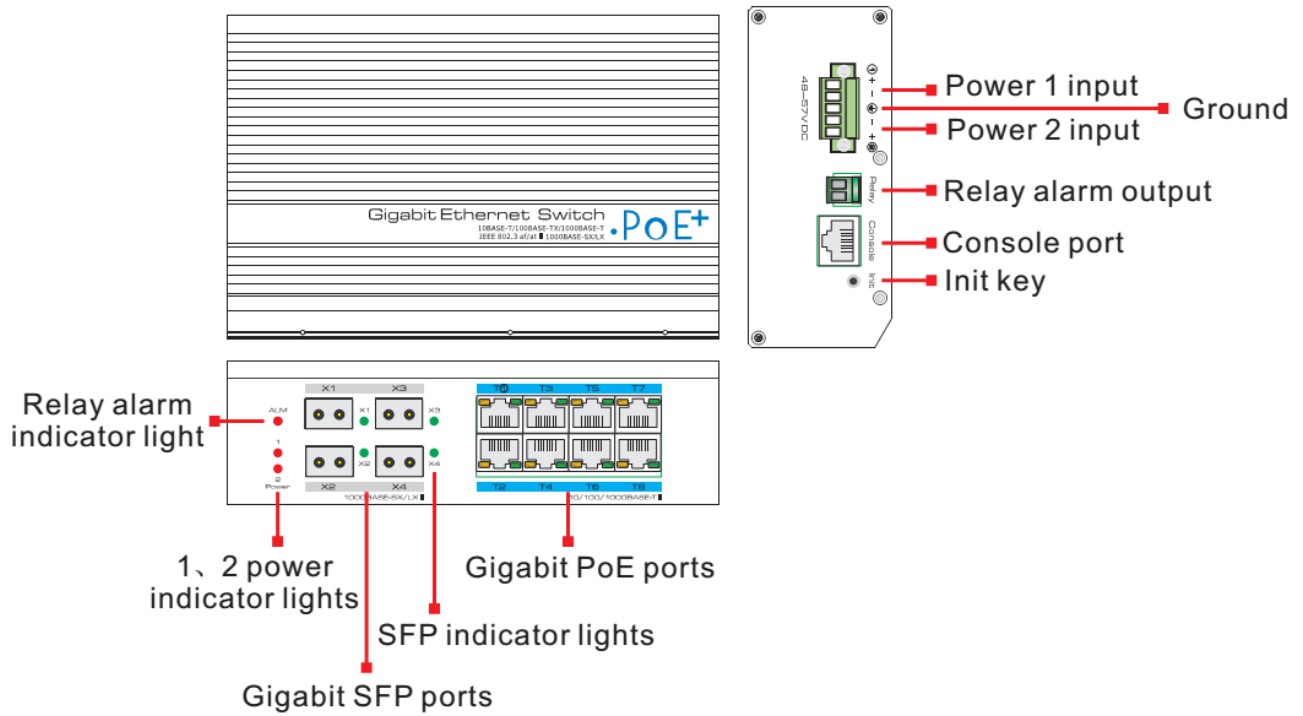 Gigabit Ethernet Switch
10BASE-T/100BASE-TX/1000BASE-T
IEEE 802.3 af/at 1000BASE-SX/LX
PoE+
48-57V DC
1 + -
- + 2
Relay
Console
Init
Power 1 input
Ground
Power 2 input
Relay alarm output
Console port
Init key
Relay alarm
indicator light
ALM
1
2
Power
X1 X3
X1 X3
X2 X4
X2 X4
1000BASE-SX/LX
T1 T3 T5 T7
T2 T4 T6 T8
10/100/1000BASE-T
1、2 power
indicator lights
Gigabit PoE ports
SFP indicator lights
Gigabit SFP ports